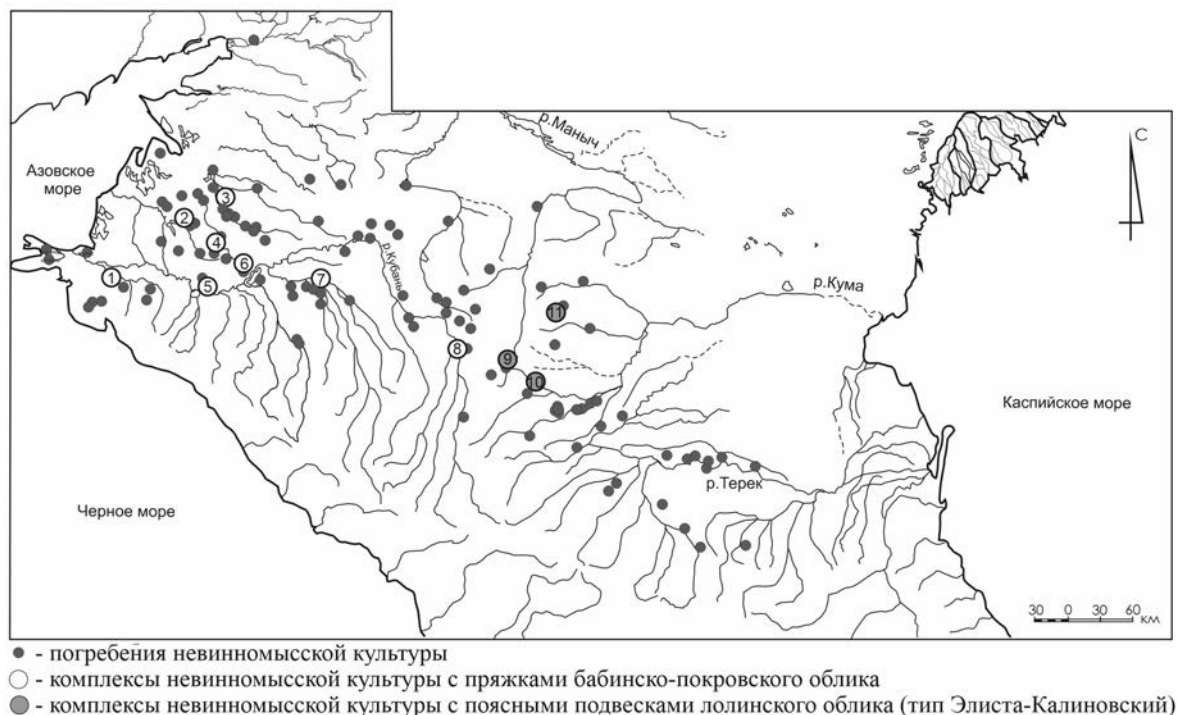 р.Маныч
С
Азовское
море
3
2
4
6
р.Кубань
1
5
7
р.Кума
11
8
9
10
Каспийское море
р.Терек
Черное море
30 0 30 60
км
- погребения невинномысской культуры
- комплексы невинномысской культуры с пряжками бабинско-покровского облика
- комплексы невинномысской культуры с поясными подвесками лолинского облика (тип Элиста-Калиновский)